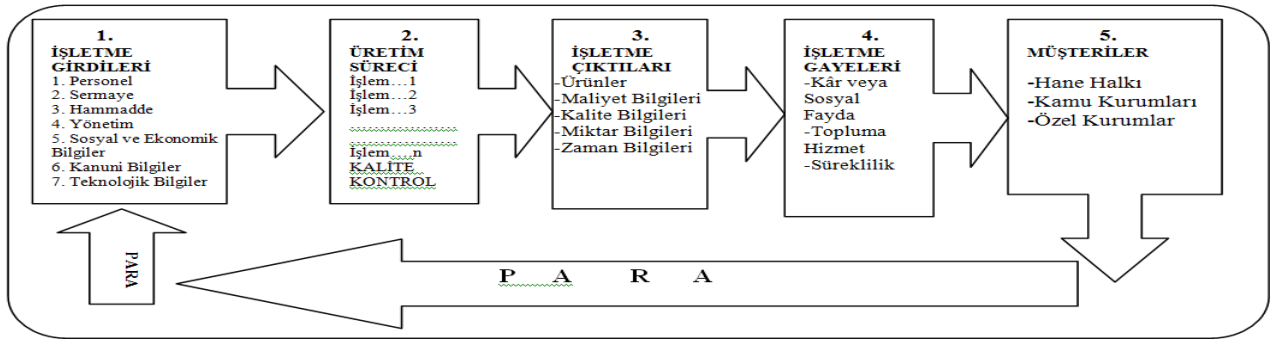 1.
İŞLETME
GİRDİLERİ
1. Personel
2. Sermaye
3. Hammadde
4. Yönetim
5. Sosyal ve Ekonomik
Bilgiler
6. Kanuni Bilgiler
7. Teknolojik Bilgiler
2.
ÜRETİM
SÜRECİ
İşlem…1
İşlem…2
İşlem…3
…………………
…………………
İşlem….n
KALİTE
KONTROL
3.
İŞLETME
ÇIKTILARI
-Ürünler
-Maliyet Bilgileri
-Kalite Bilgileri
-Miktar Bilgileri
-Zaman Bilgileri
4.
İŞLETME
GAYELERİ
-Kâr veya
Sosyal
Fayda
-Topluma
Hizmet
-Süreklilik
5.
MÜŞTERİLER
-Hane Halkı
-Kamu Kurumları
-Özel Kurumlar
P A R A
PARA